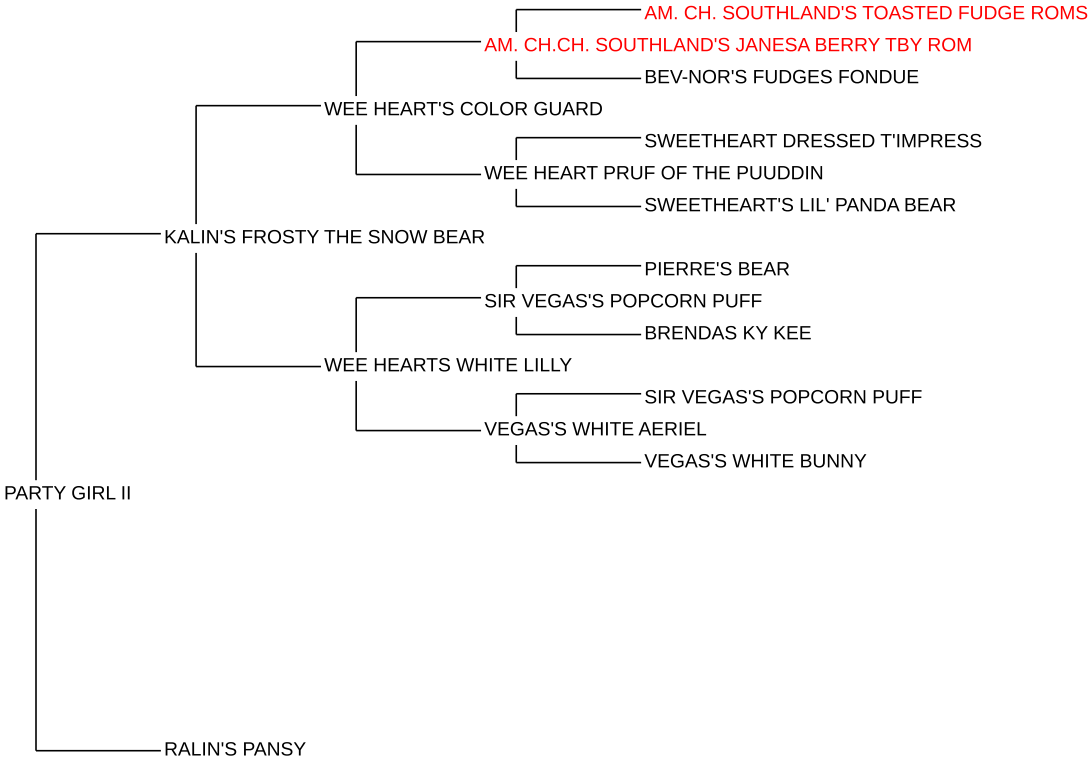 AM. CH. SOUTHLAND'S TOASTED FUDGE ROMS
AM. CH.CH. SOUTHLAND'S JANESA BERRY TBY ROM
BEV-NOR'S FUDGES FONDUE
WEE HEART'S COLOR GUARD
SWEETHEART DRESSED T'IMPRESS
WEE HEART PRUF OF THE PUUDDIN
SWEETHEART'S LIL' PANDA BEAR
KALIN'S FROSTY THE SNOW BEAR
PIERRE'S BEAR
SIR VEGAS'S POPCORN PUFF
BRENDAS KY KEE
WEE HEARTS WHITE LILLY
SIR VEGAS'S POPCORN PUFF
VEGAS'S WHITE AERIEL
VEGAS'S WHITE BUNNY
PARTY GIRL II
RALIN'S PANSY